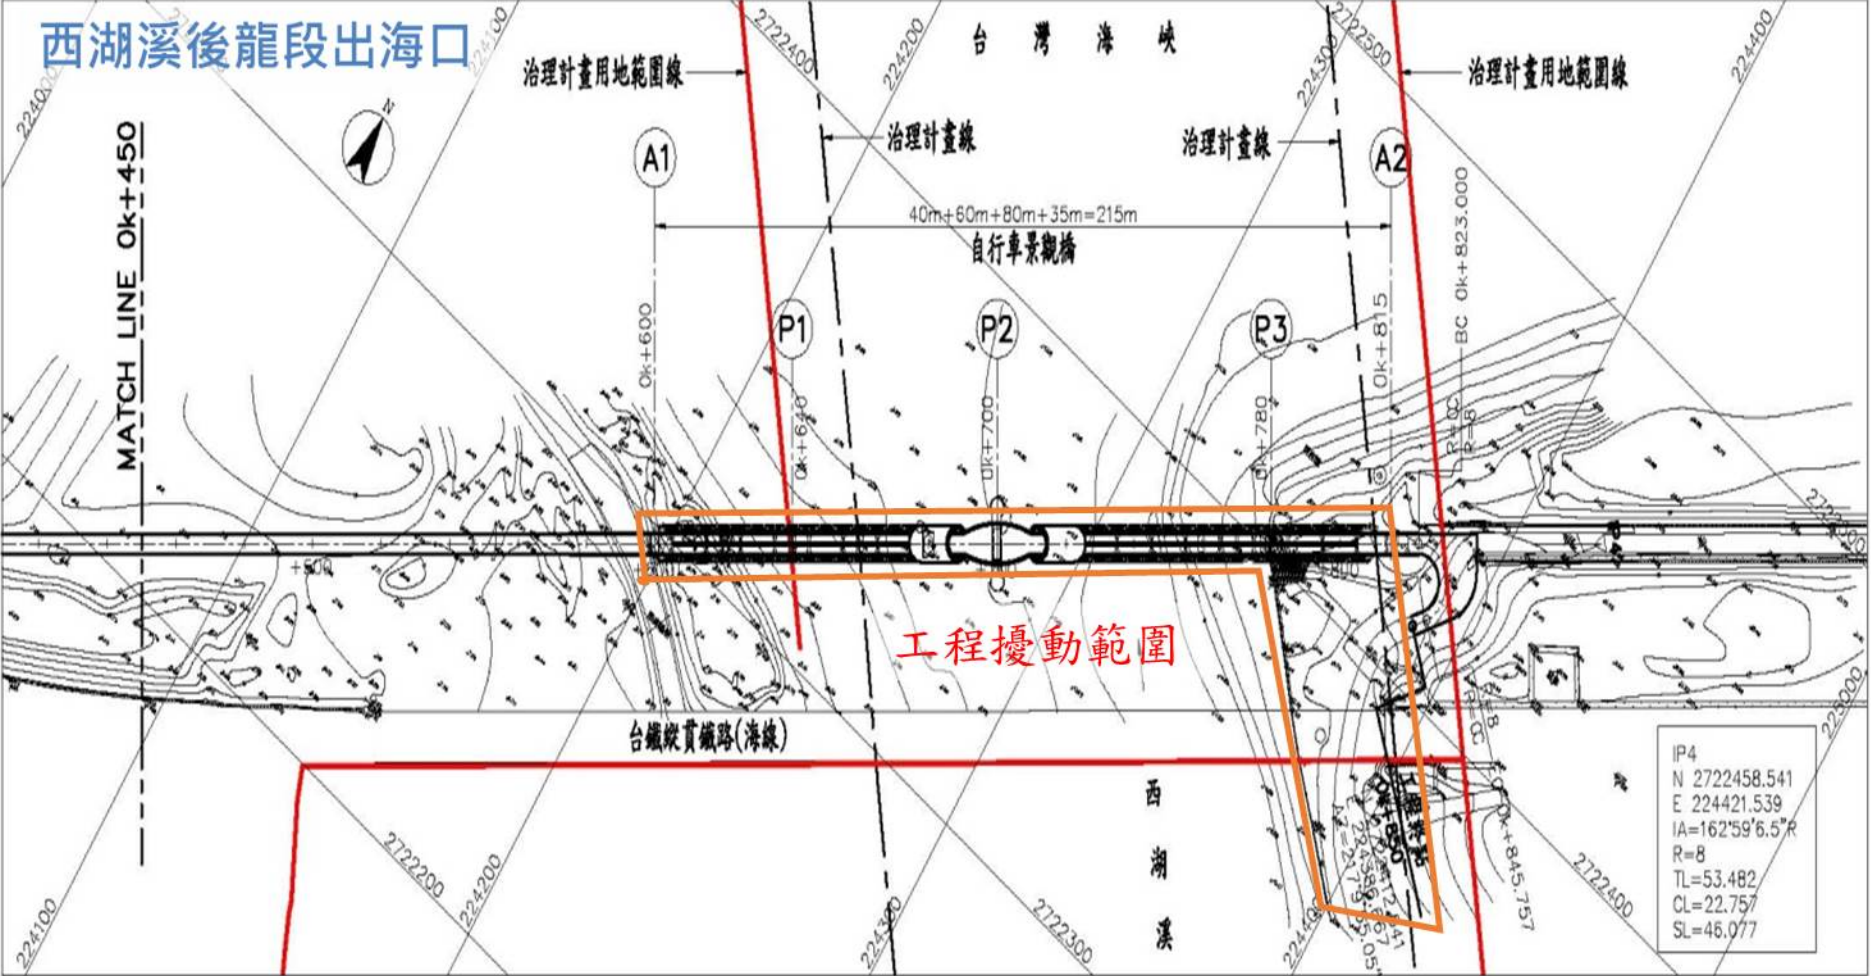 西湖溪後龍段出海口
台灣海峽
治理計畫用地範圍線
治理計畫用地範圍線
治理計畫線
治理計畫線
N
224000
224100
2722400
224200
224300
2722500
224400
MATCH LINE 0k+450
A1
A2
40m+60m+80m+35m=215m
自行車景觀橋
P1
P2
P3
0k+600
0k+640
0k+700
0k+780
0k+815
BC 0k+823.000
+500
工程擾動範圍
台鐵縱貫鐵路(海線)
西湖溪
0k+845.757
225000
IP4
N 2722458.541
E 224421.539
IA=162°59'6.5"R
R=8
TL=53.482
CL=22.757
SL=46.077
224100
2722200
224200
224300
2722300
2722400